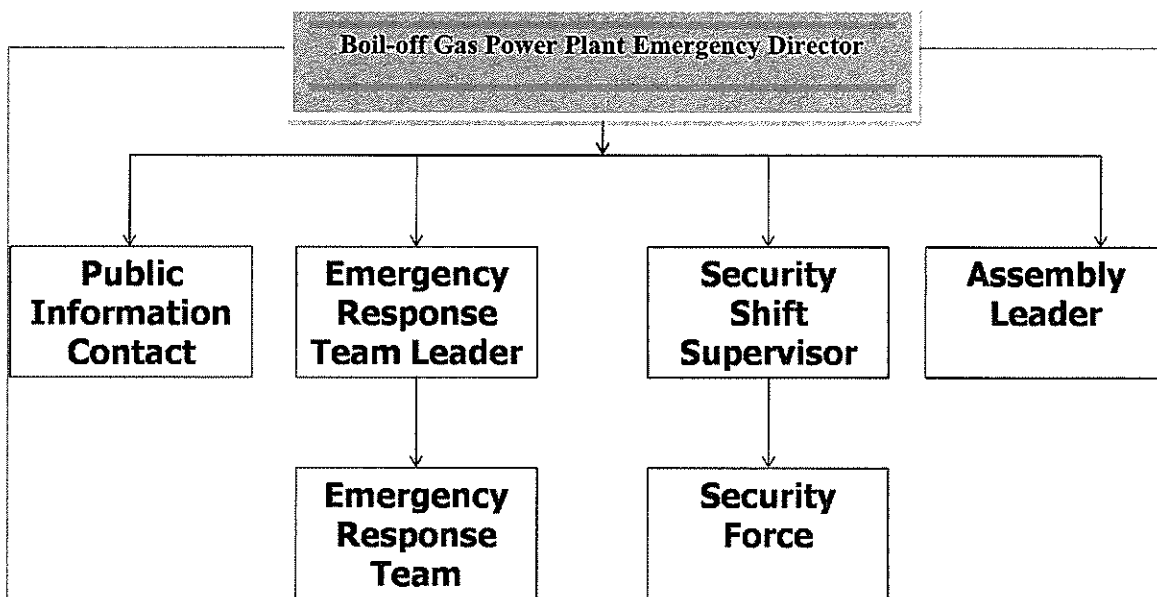 Boil-off Gas Power Plant Emergency Director
Public
Information
Contact
Emergency
Response
Team Leader
Security
Shift
Supervisor
Assembly
Leader
Emergency
Response
Team
Security
Force